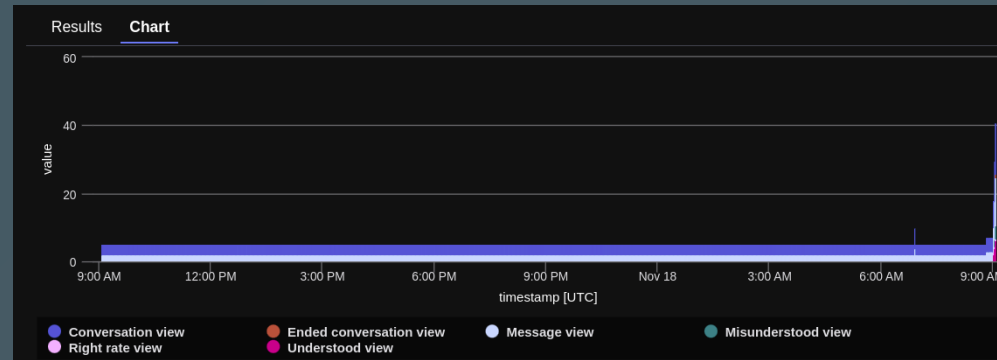 Results Chart
60
40
value
20
0
9:00 AM 12:00 PM 3:00 PM 6:00 PM 9:00 PM Nov 18 3:00 AM 6:00 AM 9:00 AM
timestamp [UTC]
Conversation view Ended conversation view Message view Misunderstood view
Right rate view Understood view